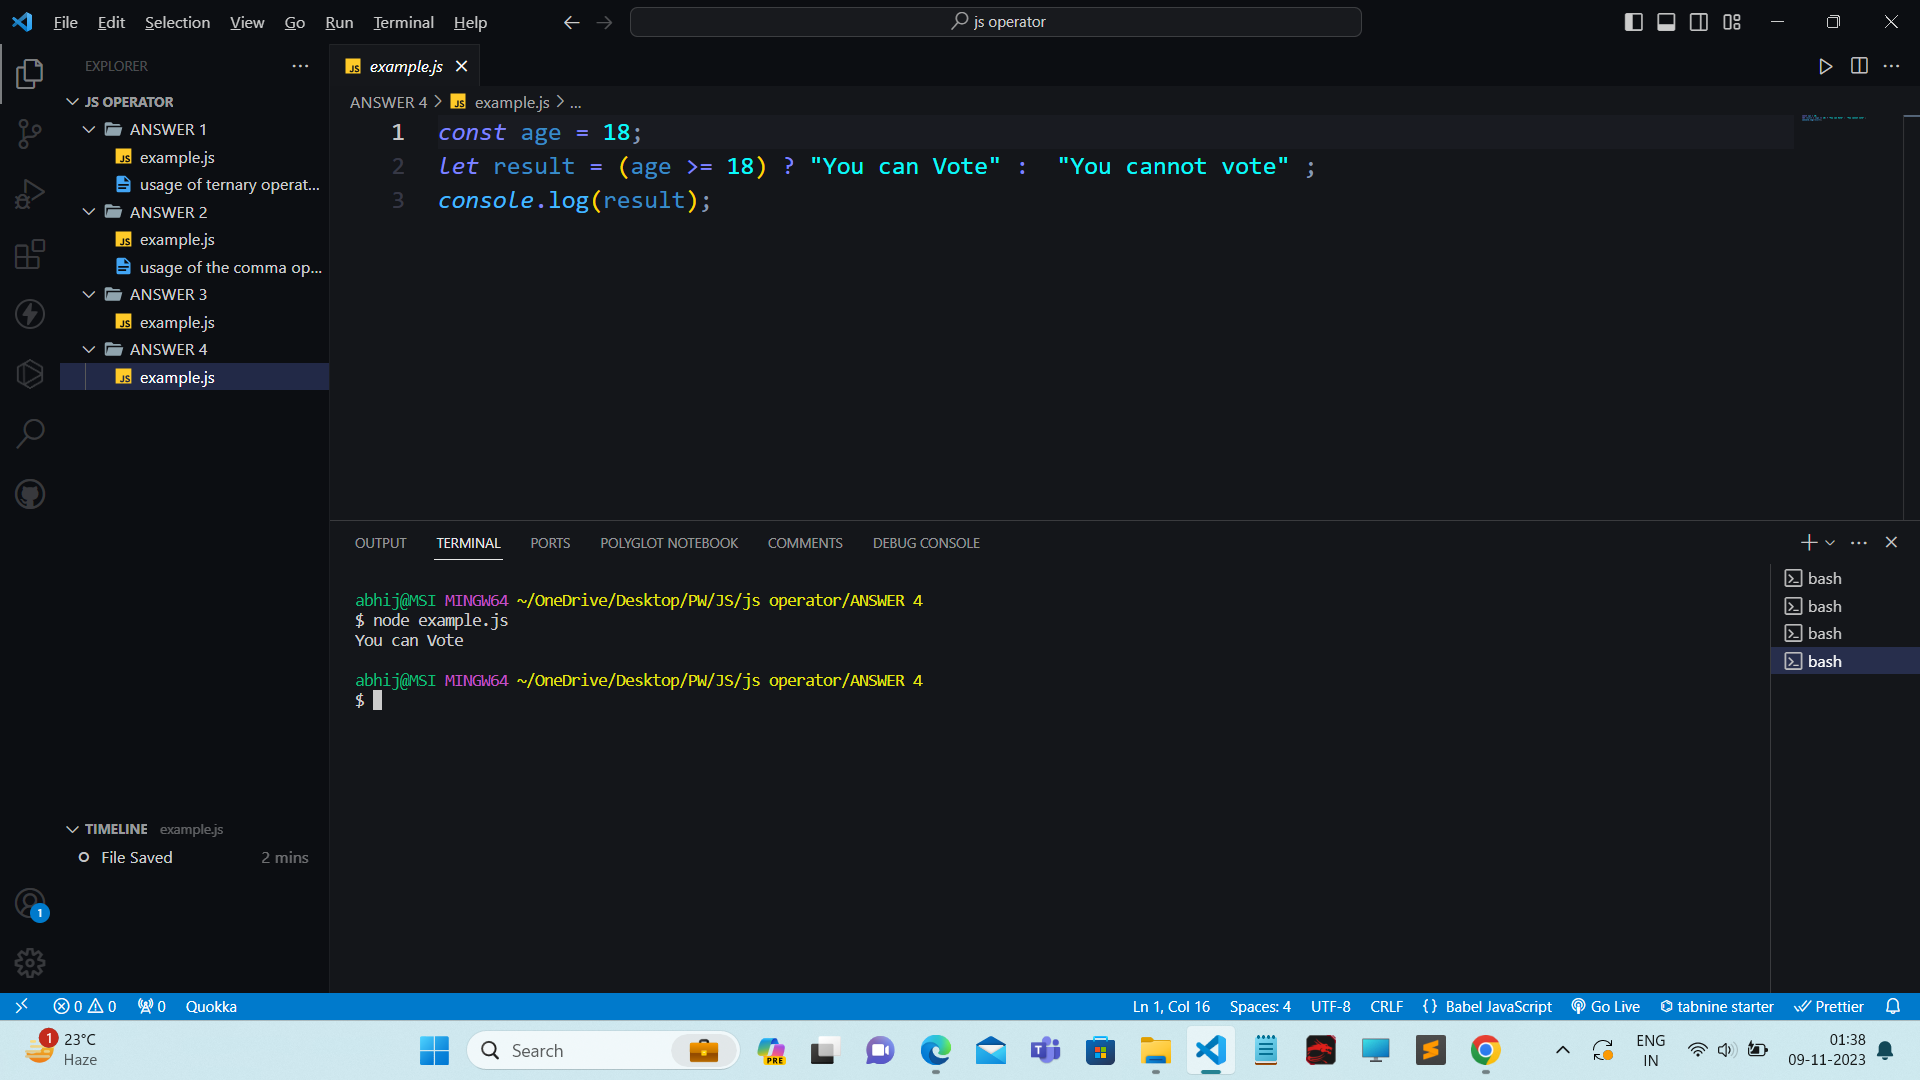 File Edit Selection View Go Run Terminal Help
js operator
EXPLORER
JS OPERATOR
ANSWER 1
example.js
usage of ternary operat...
ANSWER 2
example.js
usage of the comma op...
ANSWER 3
example.js
ANSWER 4
example.js
TIMELINE example.js
File Saved 2 mins
1
example.js
ANSWER 4 > example.js > ...
1 const age = 18;
2 let result = (age >= 18) ? "You can Vote" :  "You cannot vote" ;
3 console.log(result);
OUTPUT TERMINAL PORTS POLYGLOT NOTEBOOK COMMENTS DEBUG CONSOLE
abhij@MSI MINGW64 ~/OneDrive/Desktop/PW/JS/js operator/ANSWER 4
$ node example.js
You can Vote
abhij@MSI MINGW64 ~/OneDrive/Desktop/PW/JS/js operator/ANSWER 4
$
bash
bash
bash
bash
0 0 0 Quokka Ln 1, Col 16 Spaces: 4 UTF-8 CRLF {} Babel JavaScript Go Live tabnine starter Prettier
1 23°C
Haze
Search
PRE
ENG
IN
01:38
09-11-2023